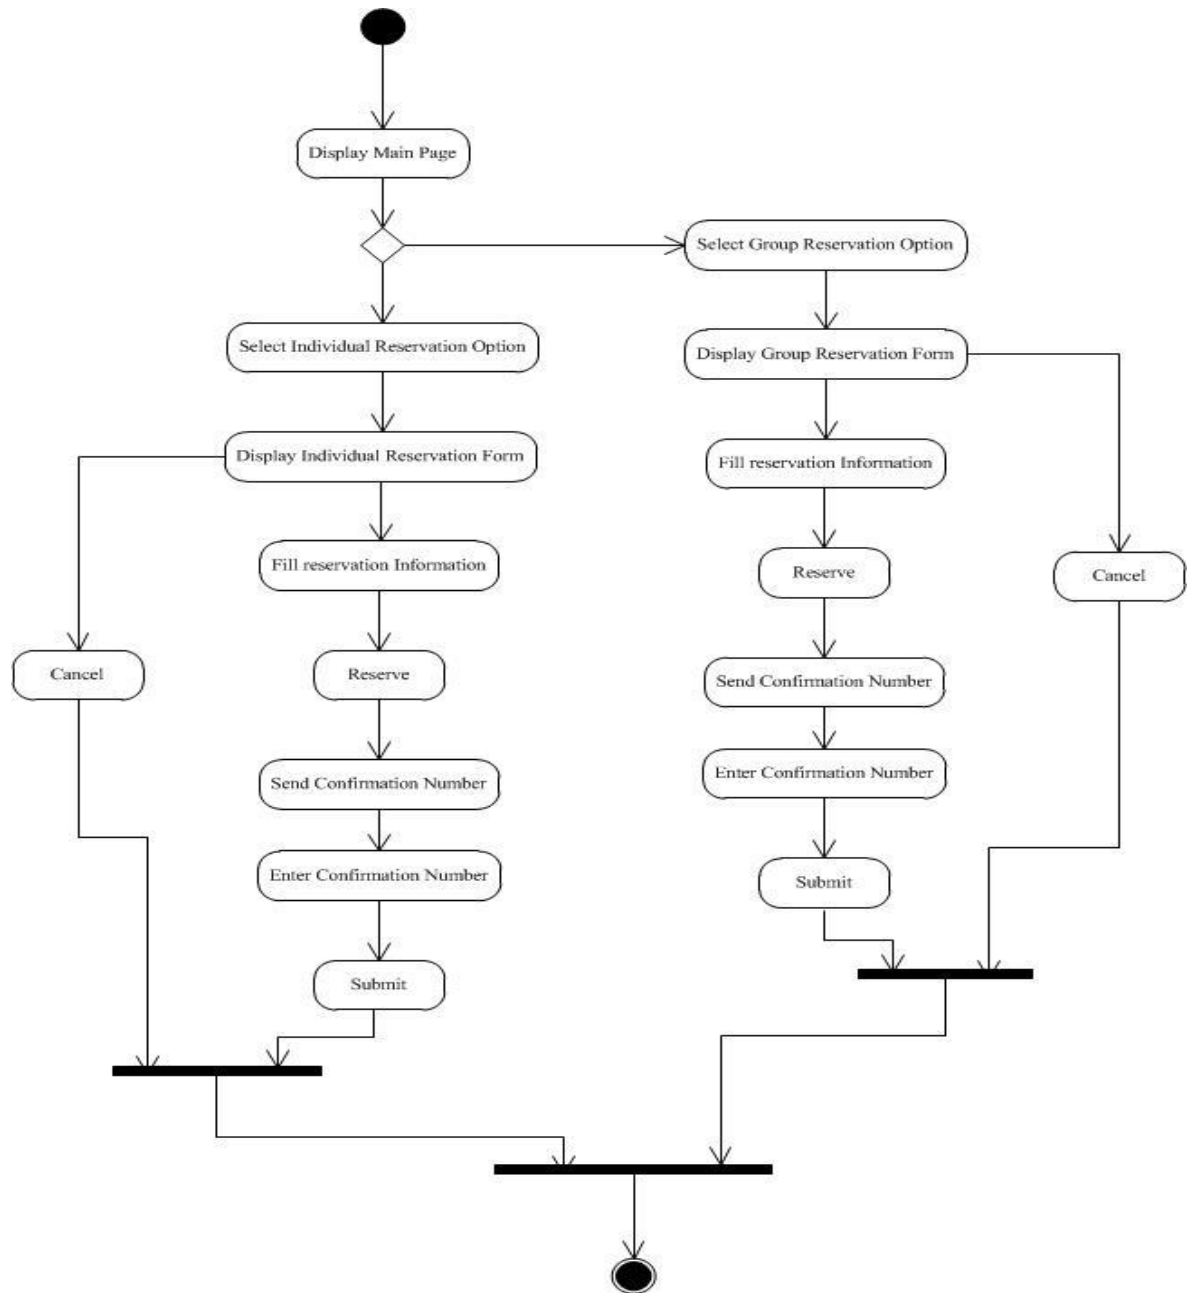 Display Main Page
Select Group Reservation Option
Select Individual Reservation Option
Display Group Reservation Form
Display Individual Reservation Form
Fill reservation Information
Fill reservation Information
Reserve
Cancel
Cancel
Reserve
Send Confirmation Number
Send Confirmation Number
Enter Confirmation Number
Enter Confirmation Number
Submit
Submit